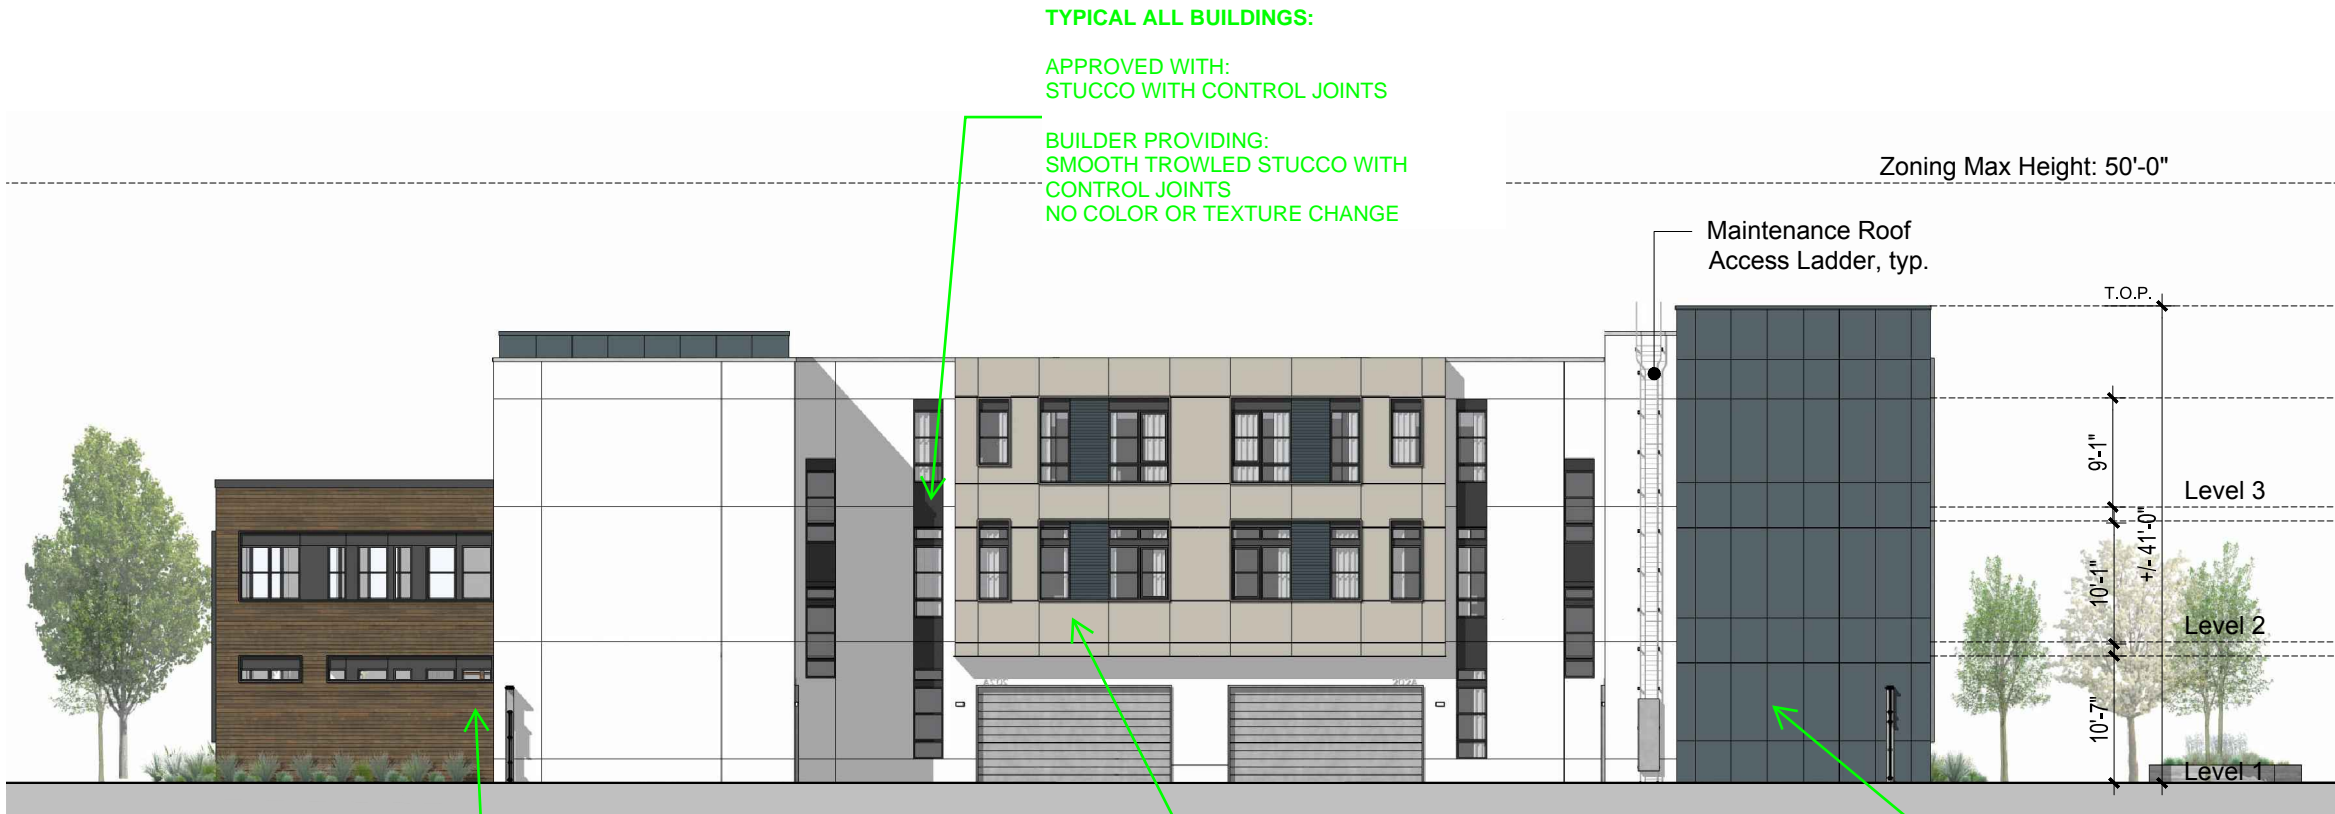 TYPICAL ALL BUILDINGS:
APPROVED WITH:
STUCCO WITH CONTROL JOINTS
BUILDER PROVIDING:
SMOOTH TROWLED STUCCO WITH
CONTROL JOINTS
NO COLOR OR TEXTURE CHANGE
Zoning Max Height: 50'-0"
Maintenance Roof
Access Ladder, typ.
T.O.P.
9'-1"
Level 3
+/- 41'-0"
10'-1"
Level 2
10'-7"
Level 1